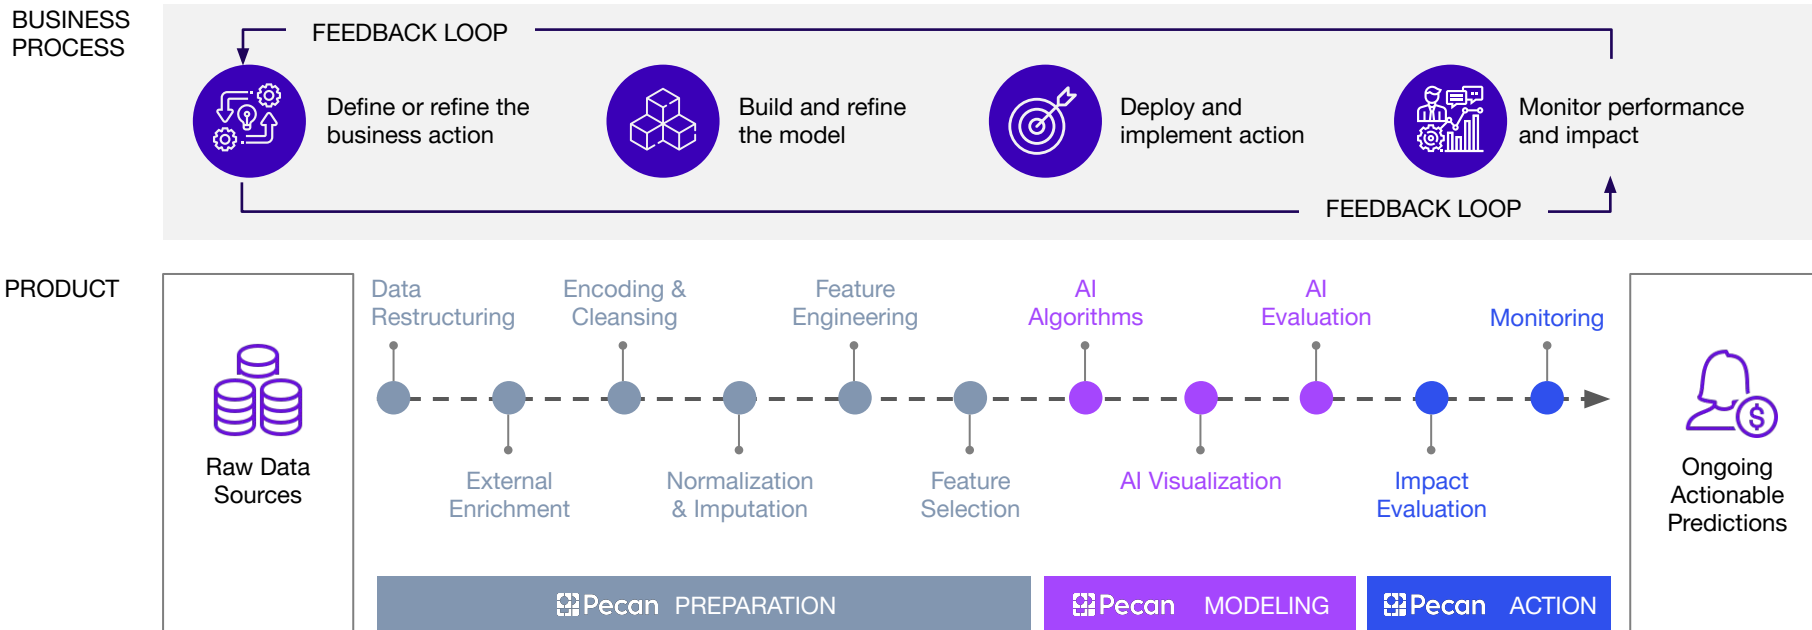 BUSINESS
PROCESS
FEEDBACK LOOP
Define or refine the
business action
Build and refine
the model
Deploy and
implement action
Monitor performance
and impact
FEEDBACK LOOP
PRODUCT
Raw Data
Sources
Data
Restructuring
External
Enrichment
Encoding &
Cleansing
Normalization
& Imputation
Feature
Engineering
Feature
Selection
AI
Algorithms
AI Visualization
AI
Evaluation
Impact
Evaluation
Monitoring
$
Ongoing
Actionable
Predictions
Pecan PREPARATION
Pecan MODELING
Pecan ACTION